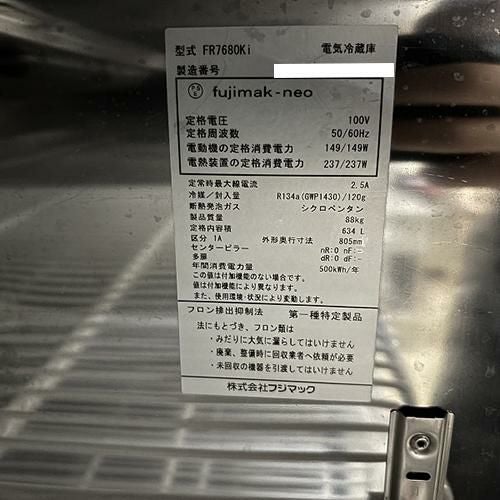 型式 FR7680Ki 電気冷蔵庫
製造番号
PSE fujimak-neo
定格電圧 100V
定格周波数 50/60Hz
電動機の定格消費電力 149/149W
電熱装置の定格消費電力 237/237W
定常時最大線電流 2.5A
冷媒/封入量 R134a(GWP1430)/120g
断熱発泡ガス シクロペンタン
製品質量 88kg
定格内容積 634 L
区分 1A 外形奥行寸法 805mm
センターピラー nR:0 nF:-
多扉 dR:0 dF:-
年間消費電力量 500kWh/年
この値は付加機能のない場合です。
値は付加機能により異なります。
また、使用環境・状況により変動します。
フロン排出抑制法 第一種特定製品
法にもとづき、フロン類は
・みだりに大気に漏らしてはいけません
・廃棄、整備時に回収業者へ依頼が必要
・未回収の機器を引渡してはいけません
株式会社フジマック